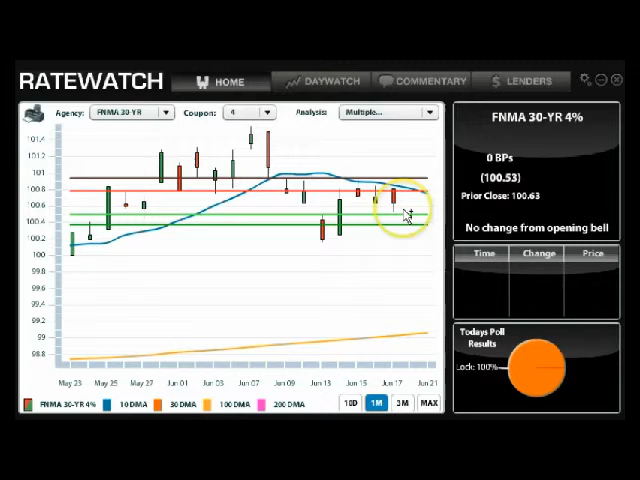 RATEWATCH
HOME
DAYWATCH
COMMENTARY
$ LENDERS
Agency: FNMA 30-YR
Coupon: 4
Analysis: Multiple...
101.4
101.2
101
100.8
100.6
100.4
100.2
100
99.8
99.6
99.4
99.2
99
98.8
May 23
May 25
May 27
Jun 01
Jun 03
Jun 07
Jun 09
Jun 13
Jun 15
Jun 17
Jun 21
FNMA 30-YR 4%
10 DMA
30 DMA
100 DMA
200 DMA
10D
1M
3M
MAX
FNMA 30-YR 4%
0 BPs
(100.53)
Prior Close: 100.63
No change from opening bell
Time
Change
Price
Todays Poll
Results
Lock: 100%